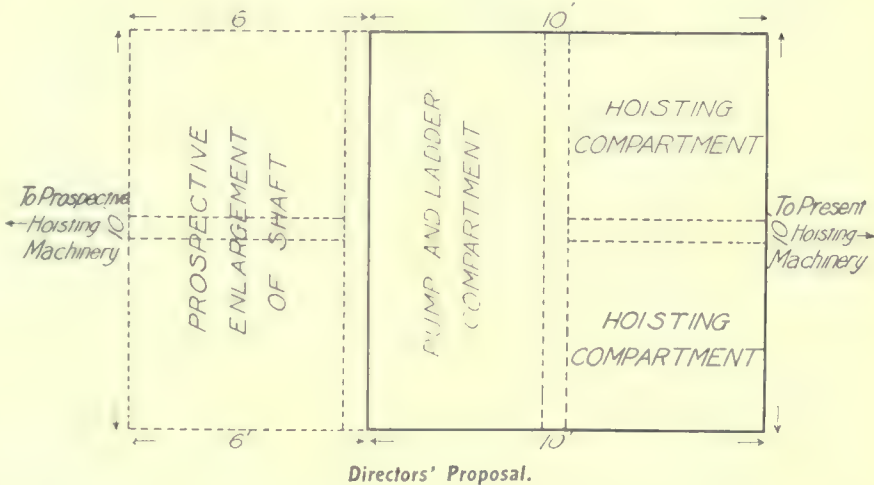 6
10'
PROSPECTIVE
ENLARGEMENT
OF SHAFT
PUMP AND LADDER
COMPARTMENT
HOISTING
COMPARTMENT
To Prospective
Hoisting
Machinery
10'
To Present
Hoisting
Machinery
10
HOISTING
COMPARTMENT
6'
10'
Directors' Proposal.